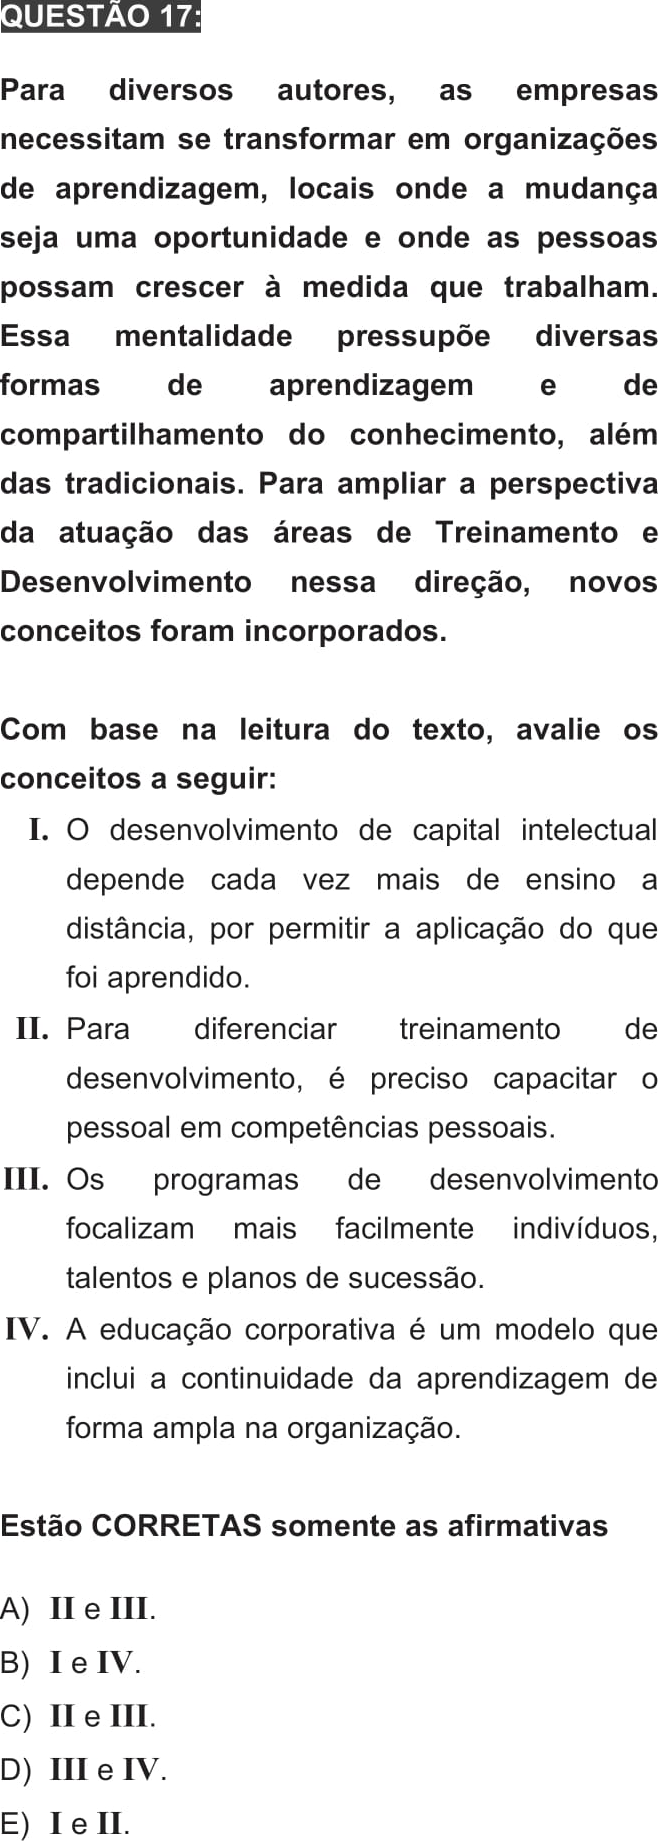 QUESTÃO 17:
Para diversos autores, as empresas
necessitam se transformar em organizações
de aprendizagem, locais onde a mudança
seja uma oportunidade e onde as pessoas
possam crescer à medida que trabalham.
Essa mentalidade pressupõe diversas
formas de aprendizagem e de
compartilhamento do conhecimento, além
das tradicionais. Para ampliar a perspectiva
da atuação das áreas de Treinamento e
Desenvolvimento nessa direção, novos
conceitos foram incorporados.
Com base na leitura do texto, avalie os
conceitos a seguir:
I. O desenvolvimento de capital intelectual
depende cada vez mais de ensino a
distância, por permitir a aplicação do que
foi aprendido.
II. Para diferenciar treinamento de
desenvolvimento, é preciso capacitar o
pessoal em competências pessoais.
III. Os programas de desenvolvimento
focalizam mais facilmente indivíduos,
talentos e planos de sucessão.
IV. A educação corporativa é um modelo que
inclui a continuidade da aprendizagem de
forma ampla na organização.
Estão CORRETAS somente as afirmativas
A) II e III.
B) I e IV.
C) II e III.
D) III e IV.
E) I e II.